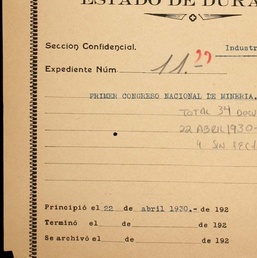 ESTADO DE DURA
Sección Confidencial. Industr
Expediente Núm. 11.-22
PRIMER CONGRESO NACIONAL DE MINERIA.
TOTAL 34 DOCU
22 ABRIL 1930-
4 SIN FECH
Principió el 22 de abril 1930.- de 192
Terminó el de de 192
Se archivó el de de 192